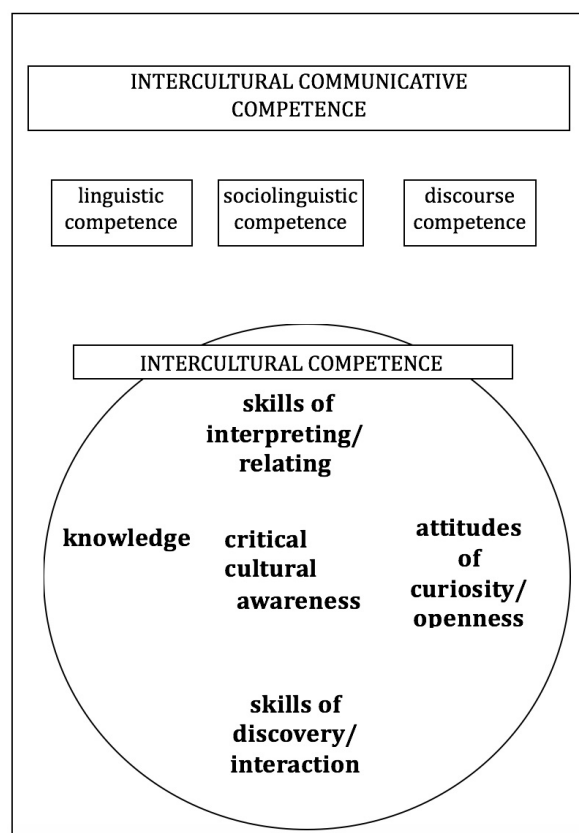 INTERCULTURAL COMMUNICATIVE
COMPETENCE
linguistic
competence
sociolinguistic
competence
discourse
competence
INTERCULTURAL COMPETENCE
skills of
interpreting/
relating
knowledge
critical
cultural
awareness
attitudes
of
curiosity/
openness
skills of
discovery/
interaction